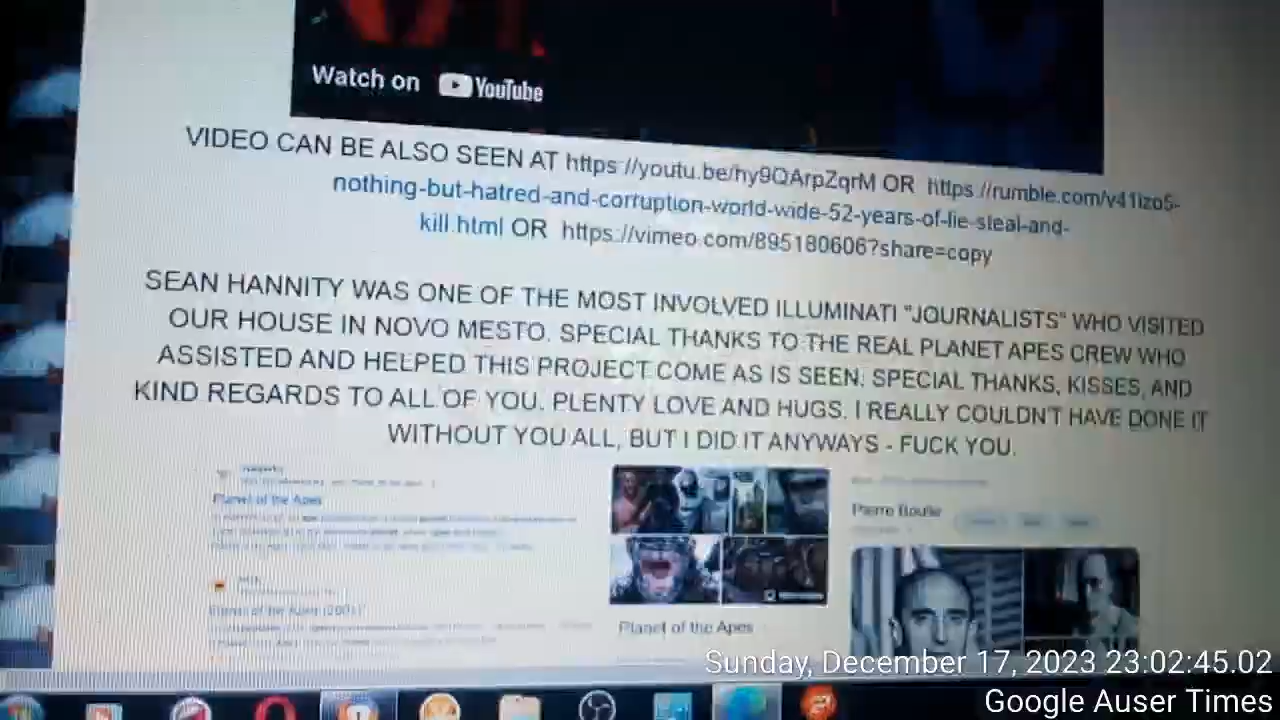 Watch on YouTube
VIDEO CAN BE ALSO SEEN AT https://youtu.be/hy9QArpZqrM OR https://rumble.com/v41lzo5-
nothing-but-hatred-and-corruption-world-wide-52-years-of-lie-steal-and-
kill.html OR https://vimeo.com/895180606?share=copy
SEAN HANNITY WAS ONE OF THE MOST INVOLVED ILLUMINATI "JOURNALISTS" WHO VISITED
OUR HOUSE IN NOVO MESTO. SPECIAL THANKS TO THE REAL PLANET APES CREW WHO
ASSISTED AND HELPED THIS PROJECT COME AS IS SEEN. SPECIAL THANKS, KISSES, AND
KIND REGARDS TO ALL OF YOU. PLENTY LOVE AND HUGS. I REALLY COULDN'T HAVE DONE IT
WITHOUT YOU ALL, BUT I DID IT ANYWAYS - FUCK YOU.
Planet of the Apes
Pierre Boulle
Planet of the Apes (2001)
Planet of the Apes
Sunday, December 17, 2023 23:02:45.02
Google Auser Times